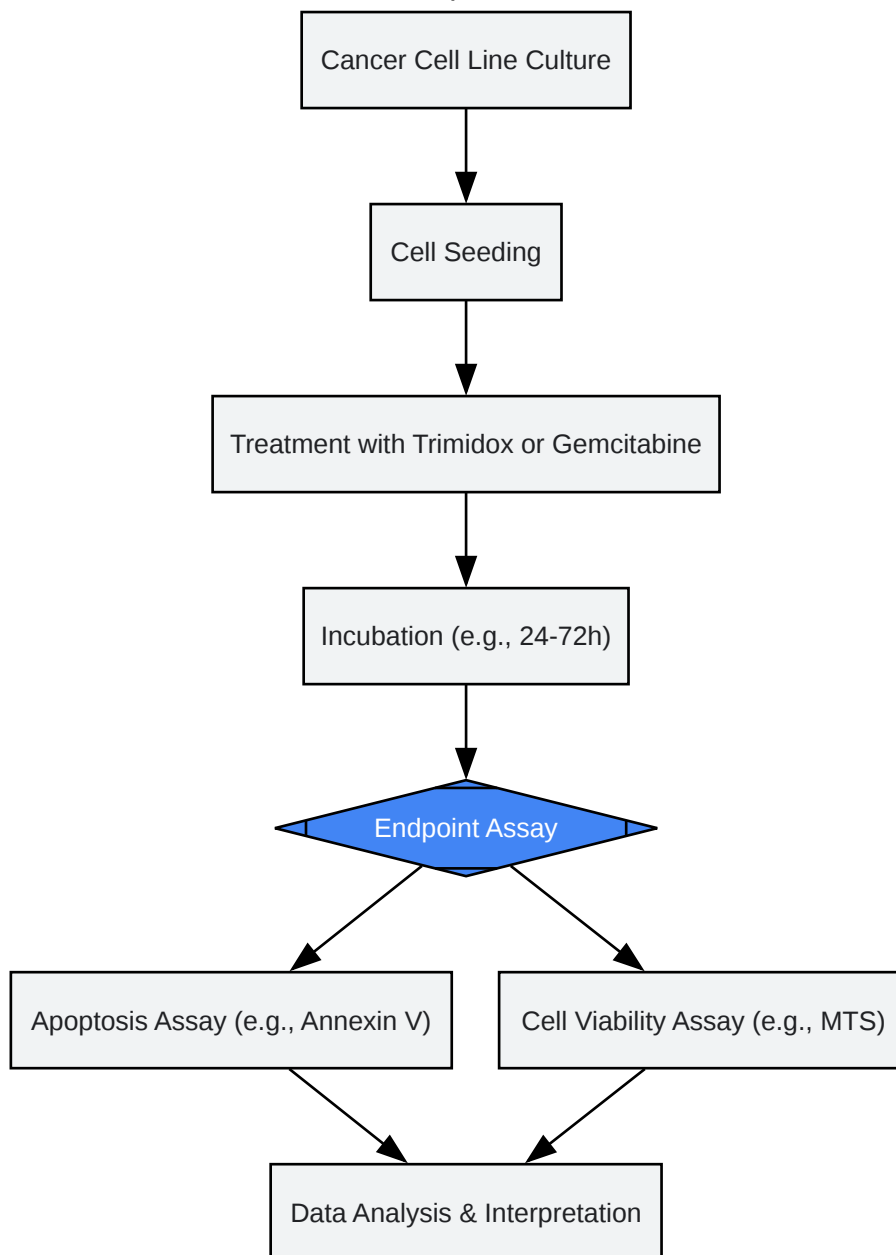 Cancer Cell Line Culture
Cell Seeding
Treatment with Trimidox or Gemcitabine
Incubation (e.g., 24-72h)
Endpoint Assay
Apoptosis Assay (e.g., Annexin V)
Cell Viability Assay (e.g., MTS)
Data Analysis & Interpretation